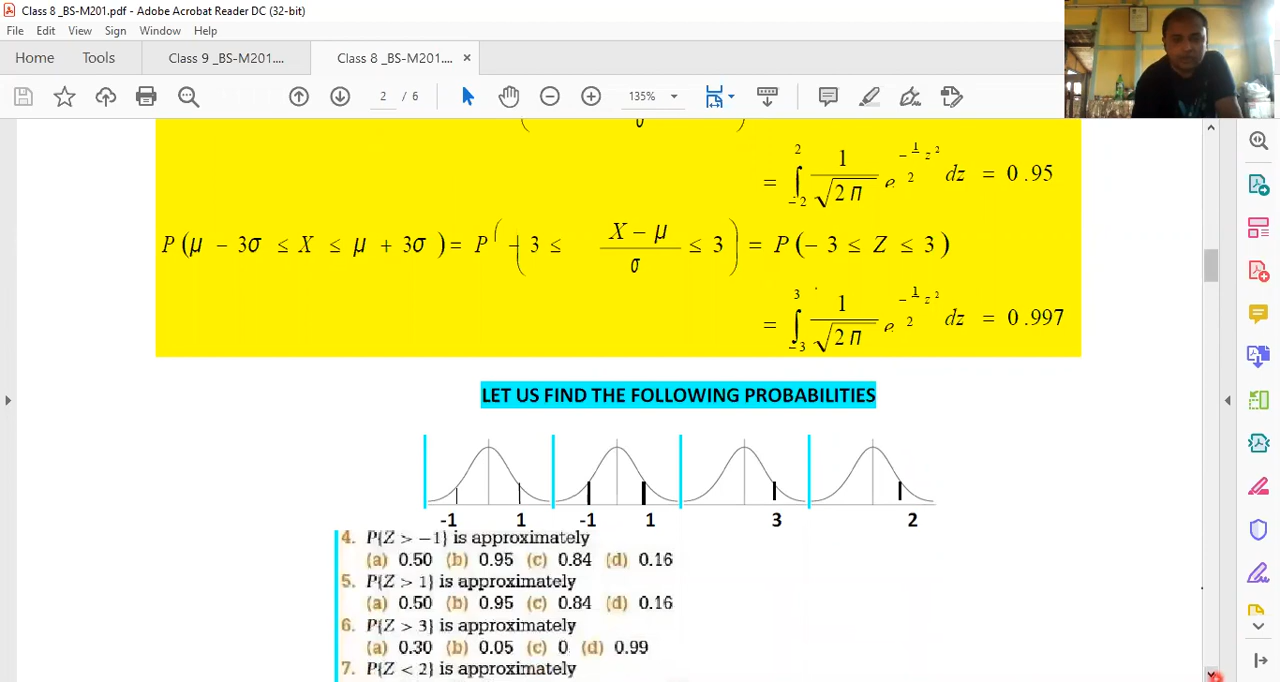 Class 8 _BS-M201.pdf - Adobe Acrobat Reader DC (32-bit)
File Edit View Sign Window Help
Home Tools Class 9 _BS-M201.... Class 8 _BS-M201.... ×
2 / 6 135%
= ∫₋₂² 1/√2π e^(-1/2 z²) dz = 0.95
P(μ − 3σ ≤ X ≤ μ + 3σ) = P(−3 ≤ (X − μ)/σ ≤ 3) = P(−3 ≤ Z ≤ 3)
= ∫₋₃³ 1/√2π e^(-1/2 z²) dz = 0.997
LET US FIND THE FOLLOWING PROBABILITIES
-1 1 -1 1 3 2
4. P{Z > −1} is approximately
(a) 0.50 (b) 0.95 (c) 0.84 (d) 0.16
5. P{Z > 1} is approximately
(a) 0.50 (b) 0.95 (c) 0.84 (d) 0.16
6. P{Z > 3} is approximately
(a) 0.30 (b) 0.05 (c) 0 (d) 0.99
7. P{Z < 2} is approximately